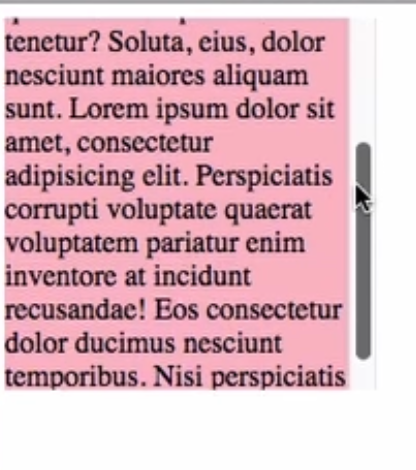 tenetur? Soluta, eius, dolor
nesciunt maiores aliquam
sunt. Lorem ipsum dolor sit
amet, consectetur
adipisicing elit. Perspiciatis
corrupti voluptate quaerat
voluptatem pariatur enim
inventore at incidunt
recusandae! Eos consectetur
dolor ducimus nesciunt
temporibus. Nisi perspiciatis